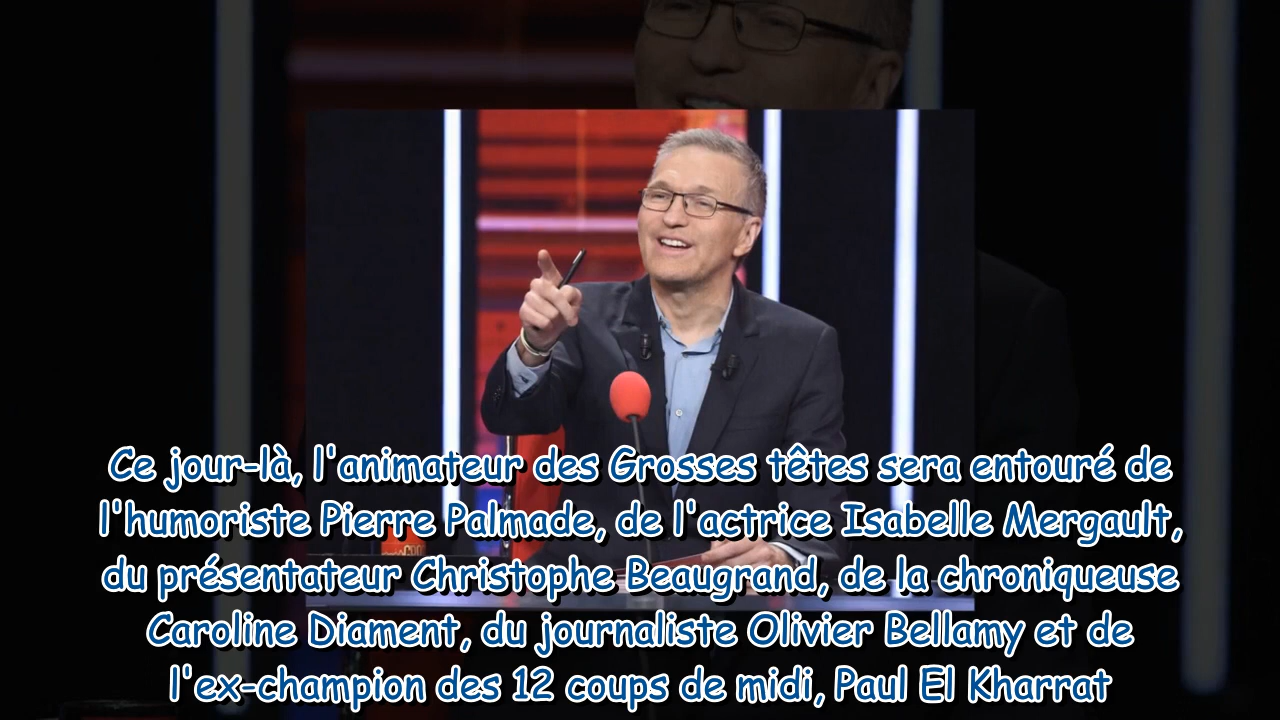 Ce jour-là, l'animateur des Grosses têtes sera entouré de
l'humoriste Pierre Palmade, de l'actrice Isabelle Mergault,
du présentateur Christophe Beaugrand, de la chroniqueuse
Caroline Diament, du journaliste Olivier Bellamy et de
l'ex-champion des 12 coups de midi, Paul El Kharrat